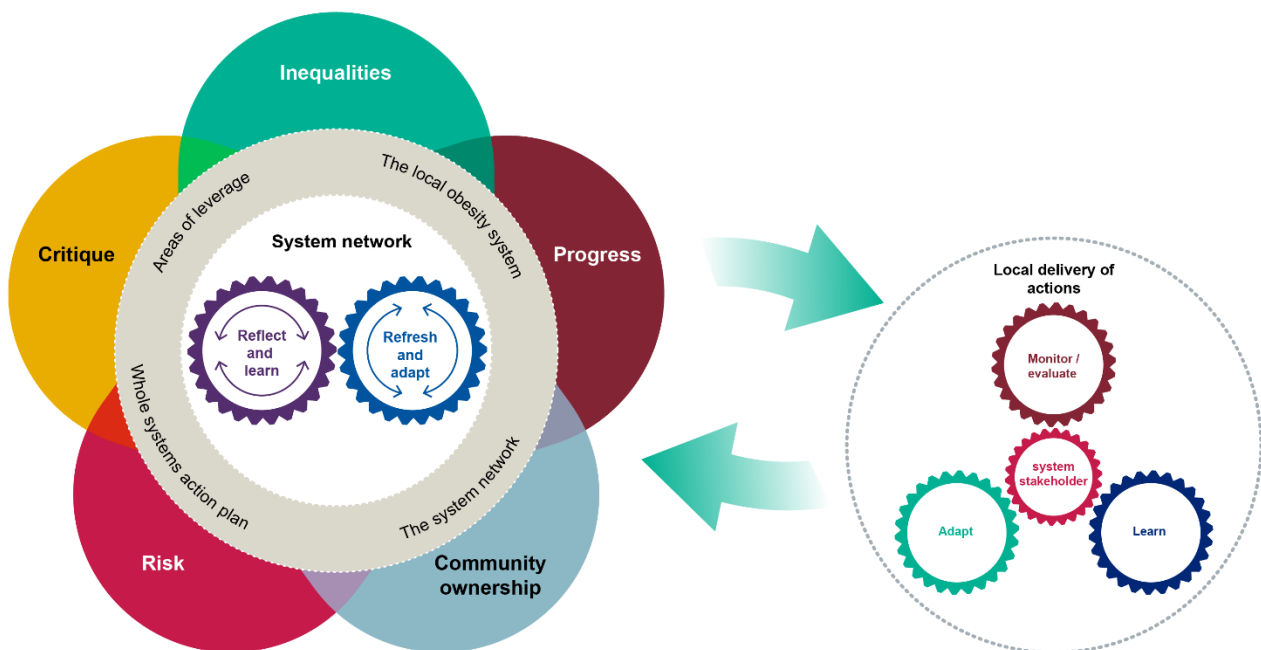 Inequalities
Critique
Progress
Risk
Community
ownership
Areas of leverage
The local obesity system
Whole systems action plan
The system network
System network
Reflect
and
learn
Refresh
and
adapt
Local delivery of
actions
Monitor /
evaluate
system
stakeholder
Adapt
Learn